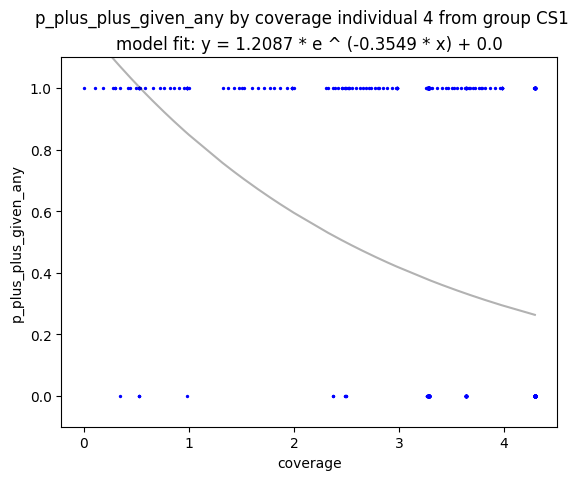 p_plus_plus_given_any by coverage individual 4 from group CS1
model fit: y = 1.2087 * e ^ (-0.3549 * x) + 0.0
p_plus_plus_given_any
1.0
0.8
0.6
0.4
0.2
0.0
0 1 2 3 4
coverage